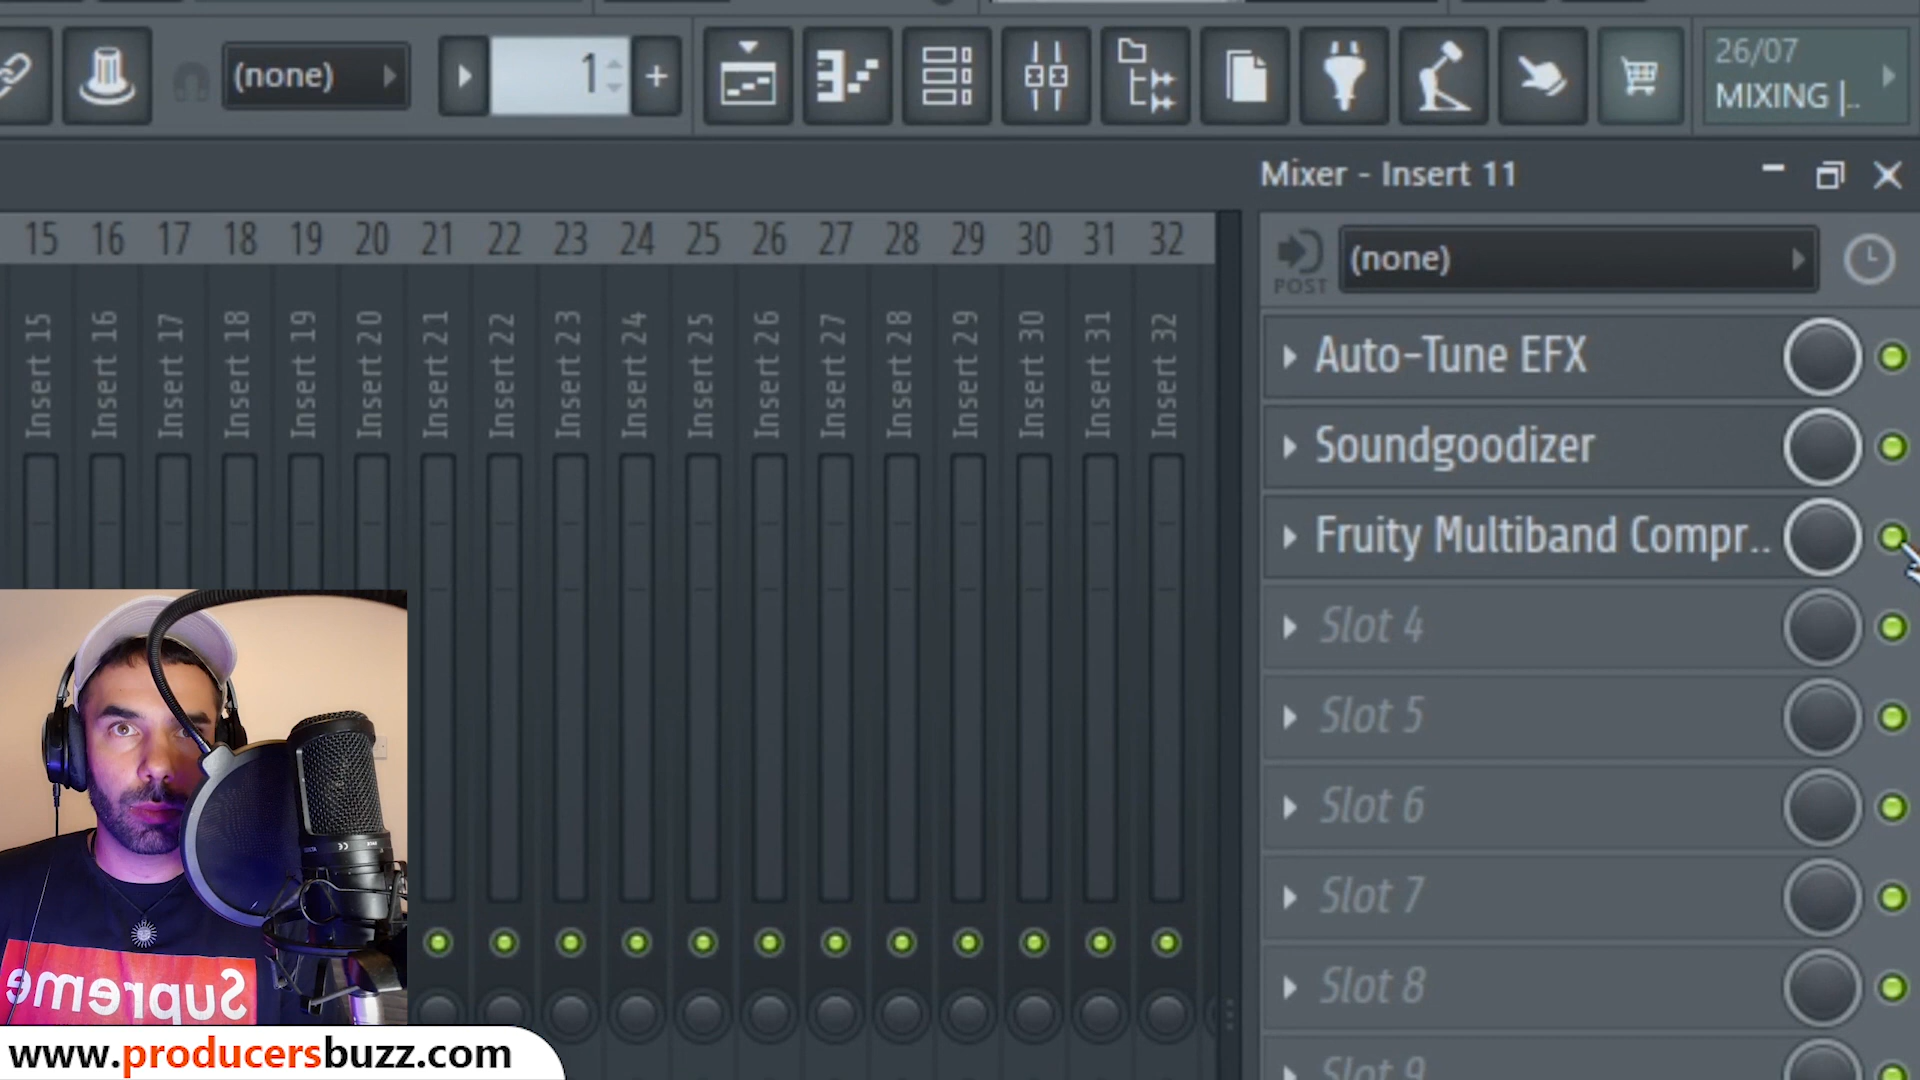 (none)
1
+
26/07
MIXING |..
Mixer - Insert 11
15 16 17 18 19 20 21 22 23 24 25 26 27 28 29 30 31 32
POST
(none)
Insert 15
Insert 16
Insert 17
Insert 18
Insert 19
Insert 20
Insert 21
Insert 22
Insert 23
Insert 24
Insert 25
Insert 26
Insert 27
Insert 28
Insert 29
Insert 30
Insert 31
Insert 32
Auto-Tune EFX
Soundgoodizer
Fruity Multiband Compr..
Slot 4
Slot 5
Slot 6
Slot 7
Slot 8
Slot 9
Supreme
www.producersbuzz.com